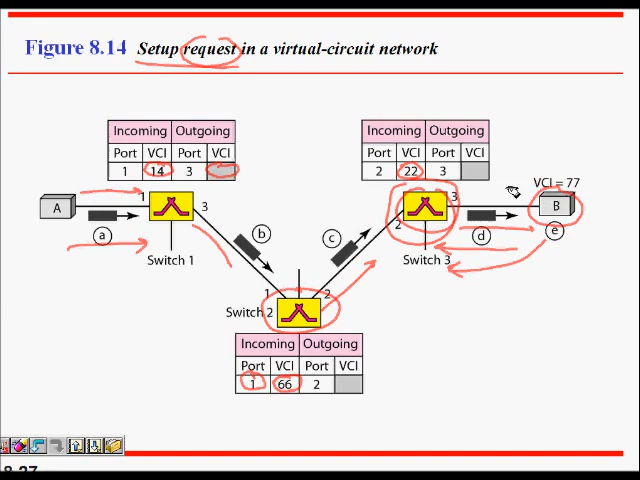 Figure 8.14 Setup request in a virtual-circuit network
Incoming Outgoing
Port VCI Port VCI
1 14 3
Incoming Outgoing
Port VCI Port VCI
2 22 3
VCI = 77
A
1
3
a
Switch 1
b
c
2
3
B
d
e
Switch 3
1
2
Switch 2
Incoming Outgoing
Port VCI Port VCI
1 66 2
8-27